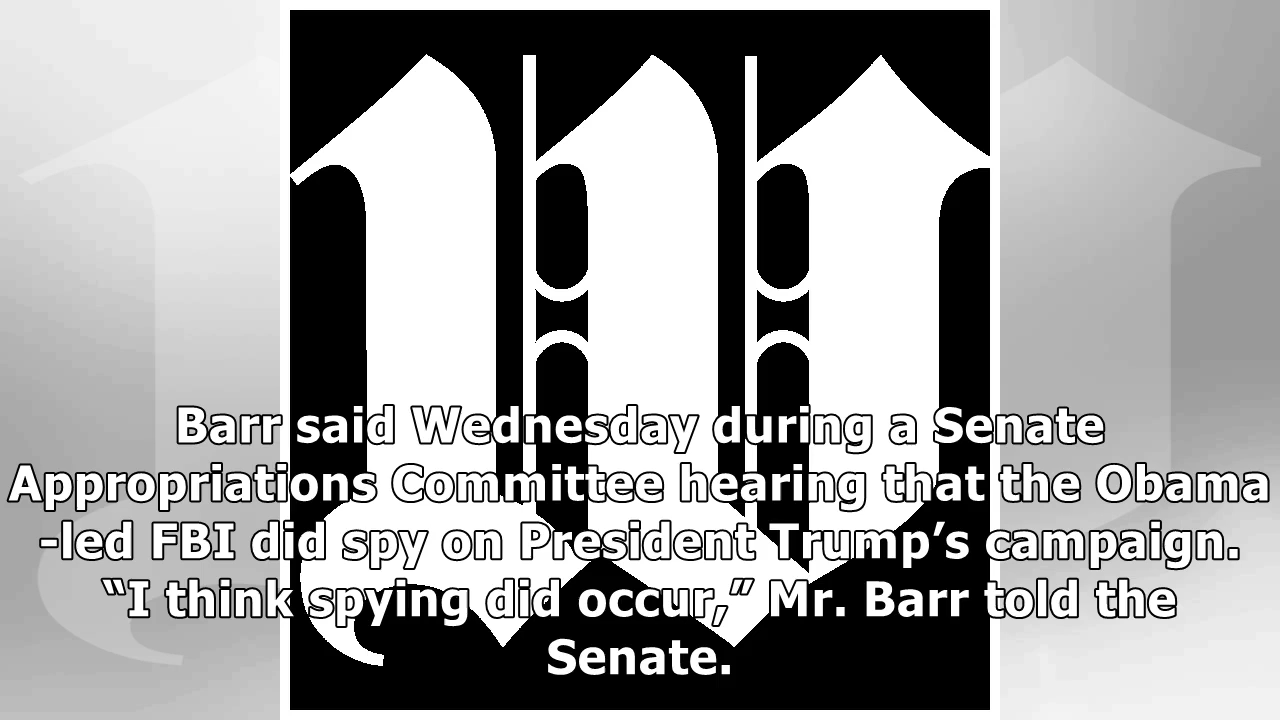 Barr said Wednesday during a Senate
Appropriations Committee hearing that the Obama
-led FBI did spy on President Trump’s campaign.
“I think spying did occur,” Mr. Barr told the
Senate.